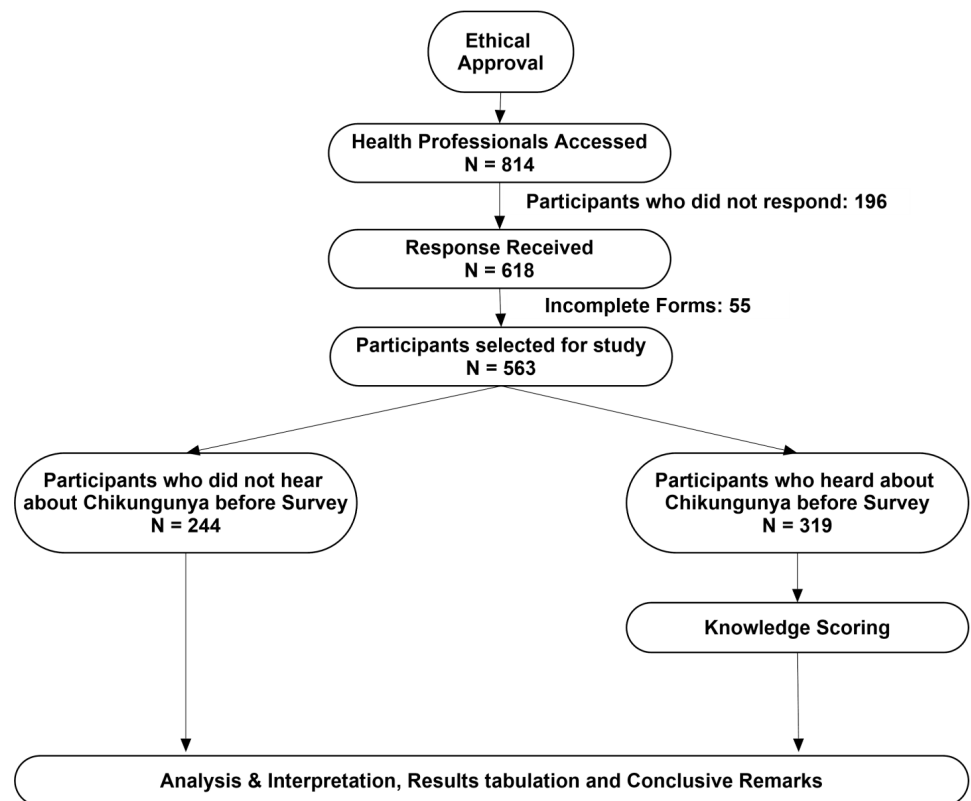 Ethical
Approval
Health Professionals Accessed
N = 814
Participants who did not respond: 196
Response Received
N = 618
Incomplete Forms: 55
Participants selected for study
N = 563
Participants who did not hear
about Chikungunya before Survey
N = 244
Participants who heard about
Chikungunya before Survey
N = 319
Knowledge Scoring
Analysis & Interpretation, Results tabulation and Conclusive Remarks